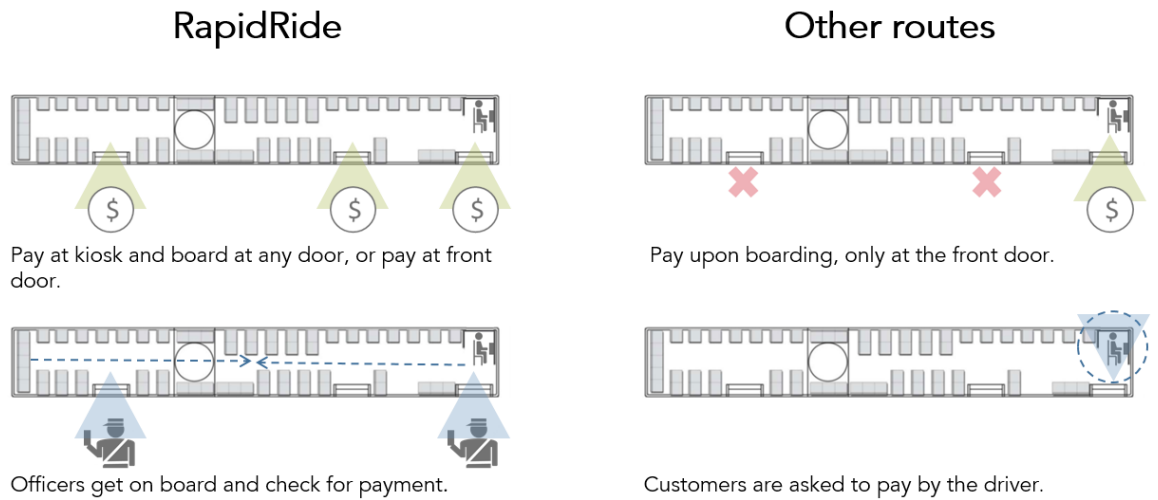 RapidRide
Other routes
$
$
$
$
Pay at kiosk and board at any door, or pay at front
door.
Pay upon boarding, only at the front door.
Officers get on board and check for payment.
Customers are asked to pay by the driver.